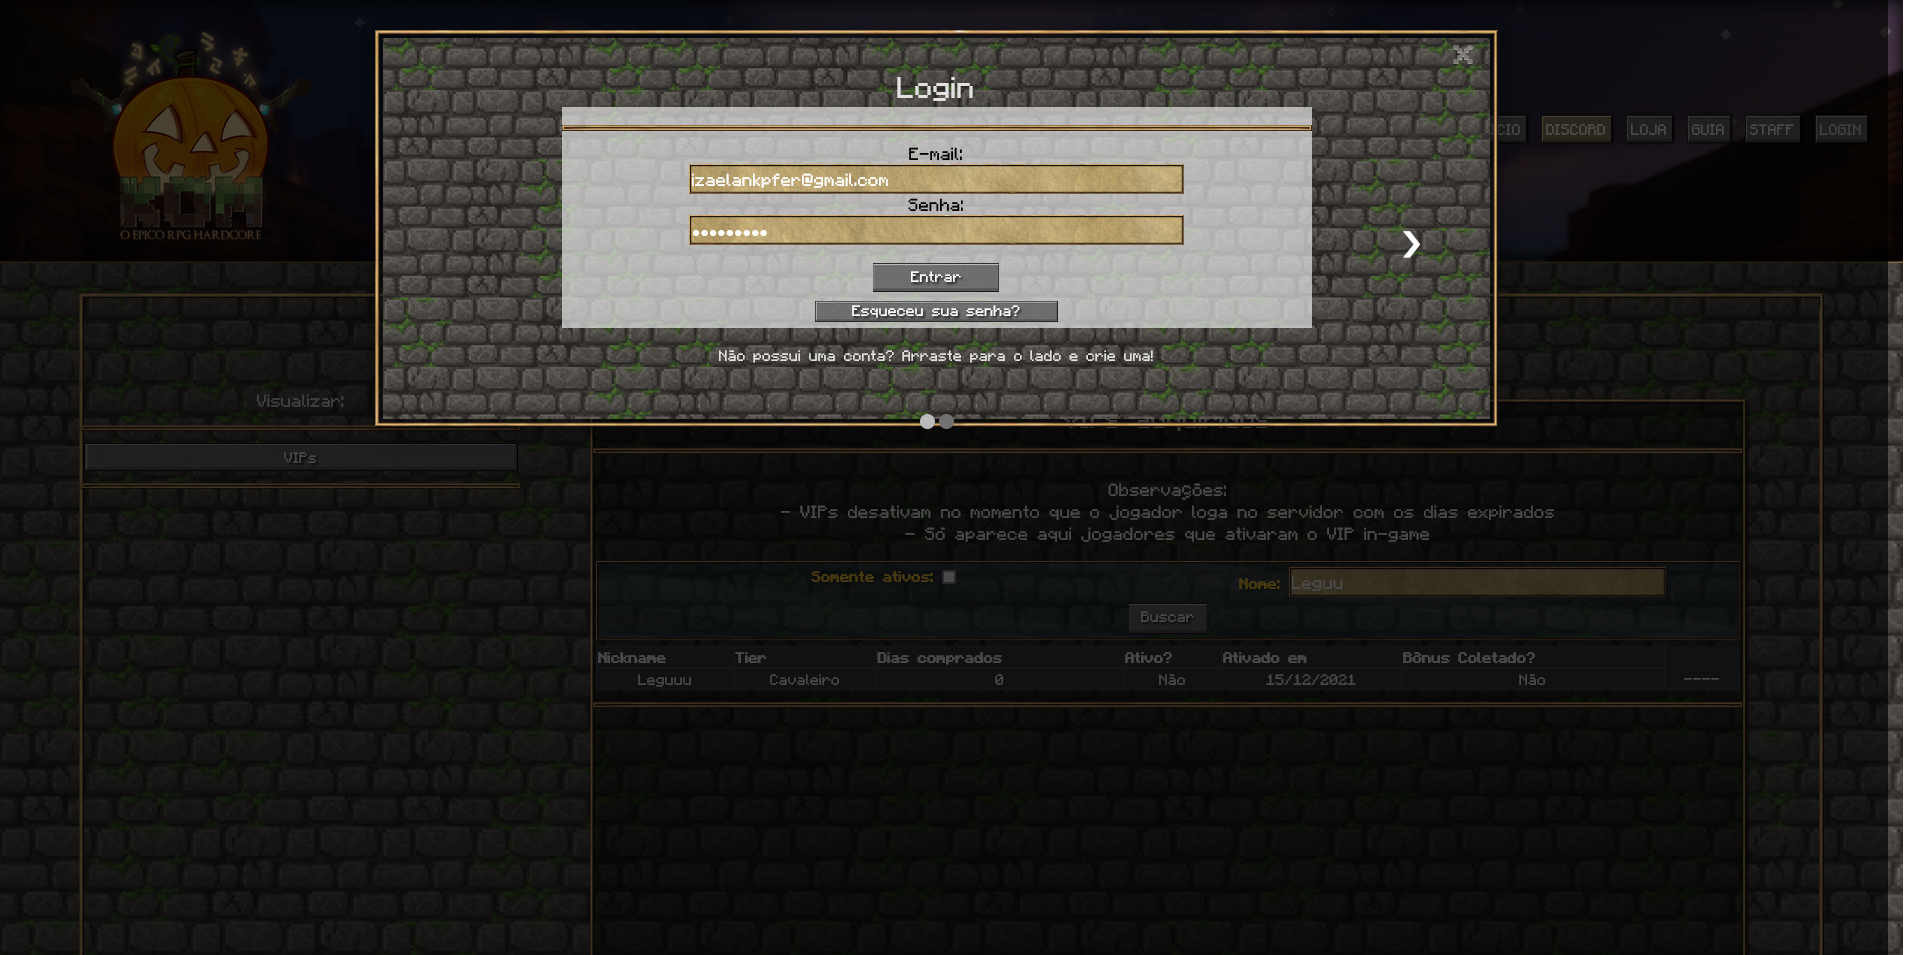 Login
E-mail:
izaelankpfer@gmail.com
Senha:
Entrar
Esqueceu sua senha?
Não possui uma conta? Arraste para o lado e crie uma!
KDM
O EPICO RPG HARDCORE
DISCORD
LOJA
GUIA
STAFF
LOGIN
Visualizar:
VIPs
Observações:
- VIPs desativam no momento que o jogador loga no servidor com os dias expirados
- Só aparece aqui jogadores que ativaram o VIP in-game
Somente ativos:
Nome: Leguu
Buscar
Nickname Tier Dias comprados Ativo? Ativado em Bônus Coletado?
Leguuu Cavaleiro 0 Não 15/12/2021 Não ----